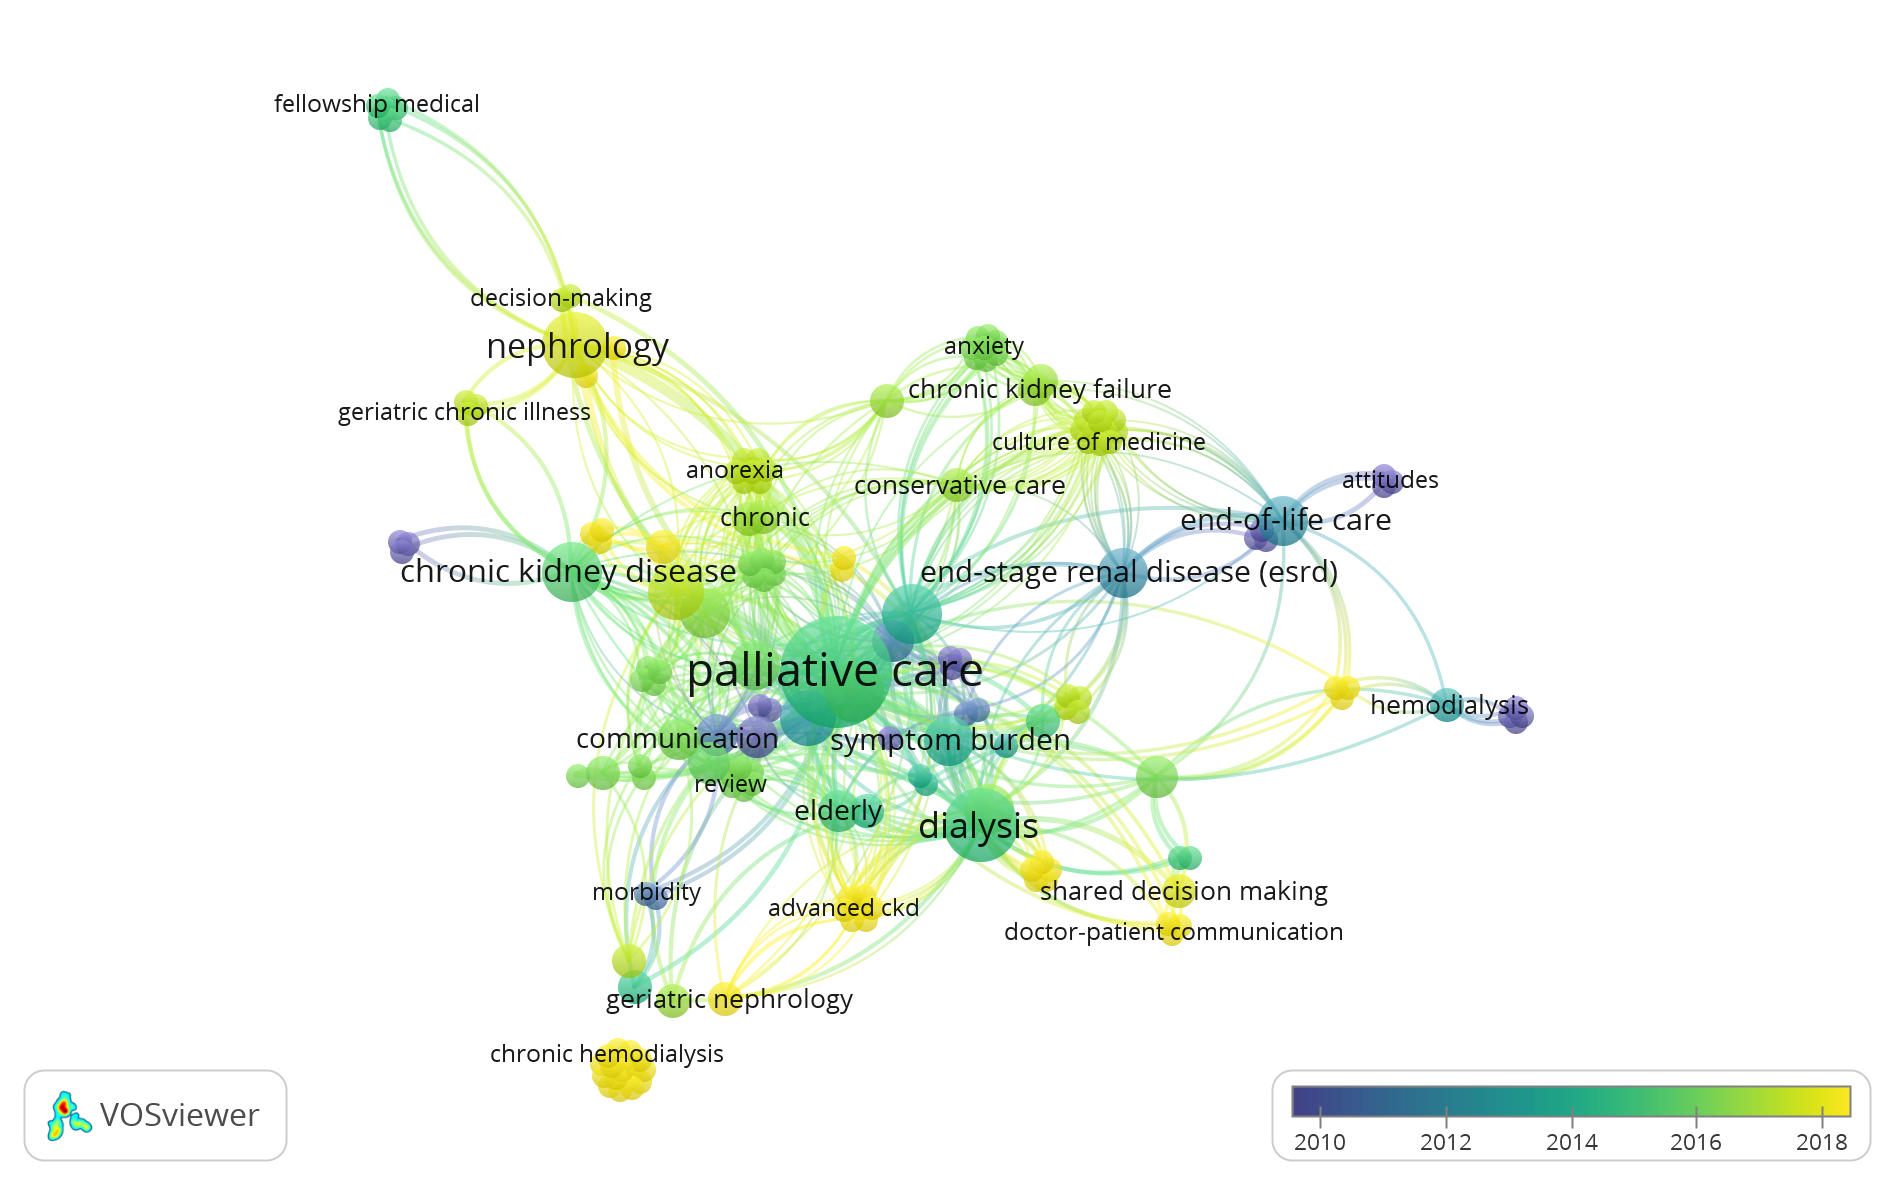 fellowship medical
decision-making
nephrology
anxiety
chronic kidney failure
geriatric chronic illness
culture of medicine
anorexia
attitudes
conservative care
chronic
end-of-life care
chronic kidney disease
end-stage renal disease (esrd)
palliative care
hemodialysis
communication
symptom burden
review
elderly
dialysis
morbidity
shared decision making
advanced ckd
doctor-patient communication
geriatric nephrology
chronic hemodialysis
VOSviewer
2010 2012 2014 2016 2018